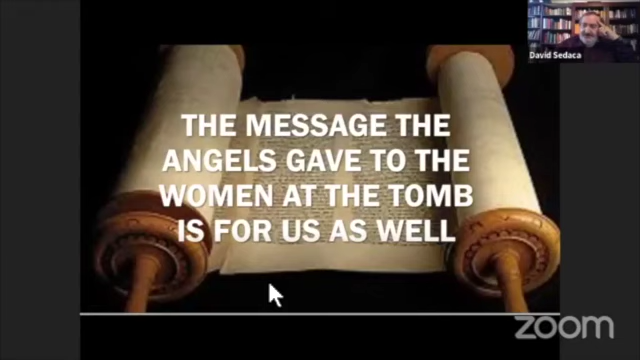 David Sedaca
THE MESSAGE THE
ANGELS GAVE TO THE
WOMEN AT THE TOMB
IS FOR US AS WELL
zoom